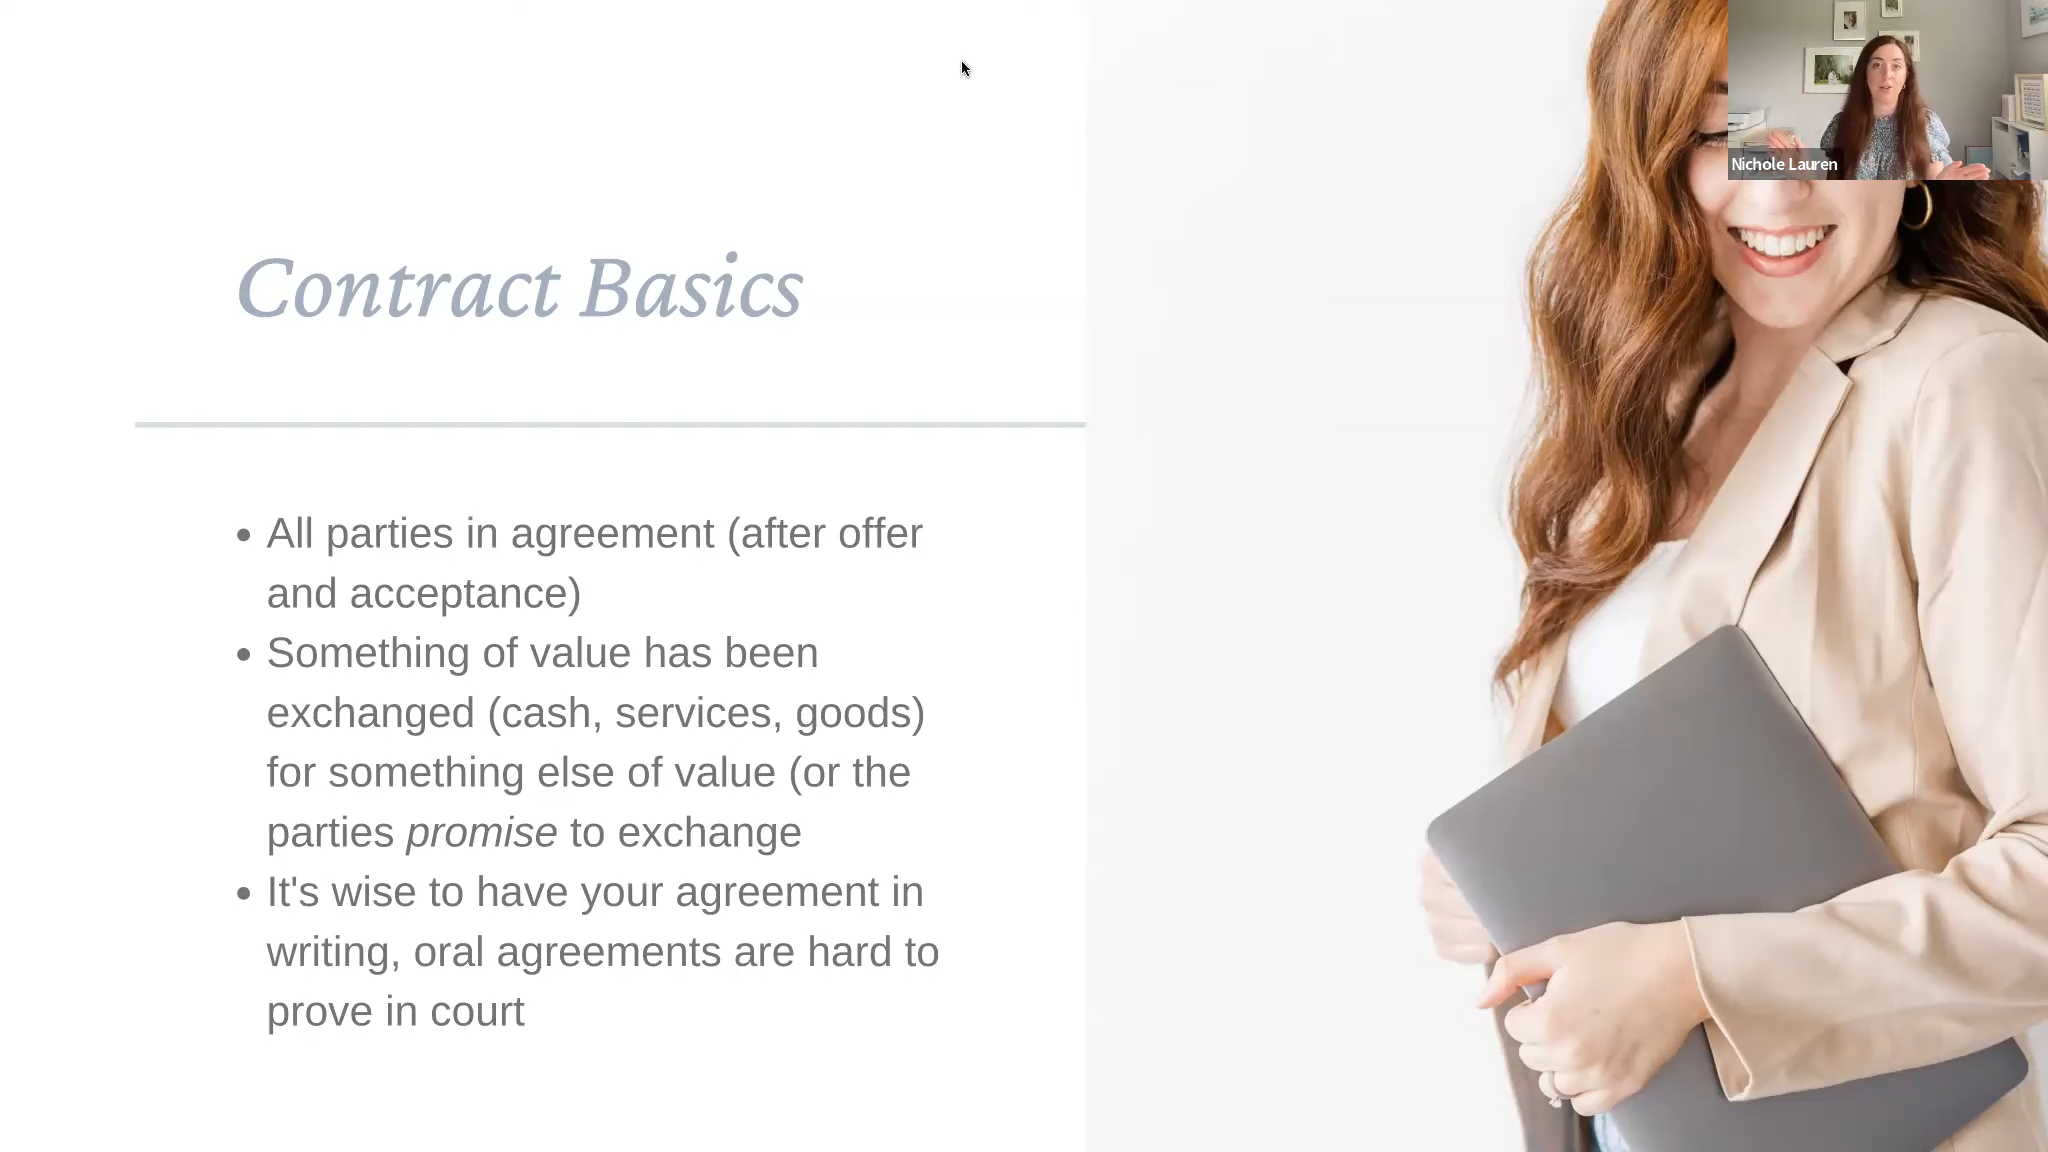 Nichole Lauren
Contract Basics
• All parties in agreement (after offer
and acceptance)
• Something of value has been
exchanged (cash, services, goods)
for something else of value (or the
parties promise to exchange
• It's wise to have your agreement in
writing, oral agreements are hard to
prove in court